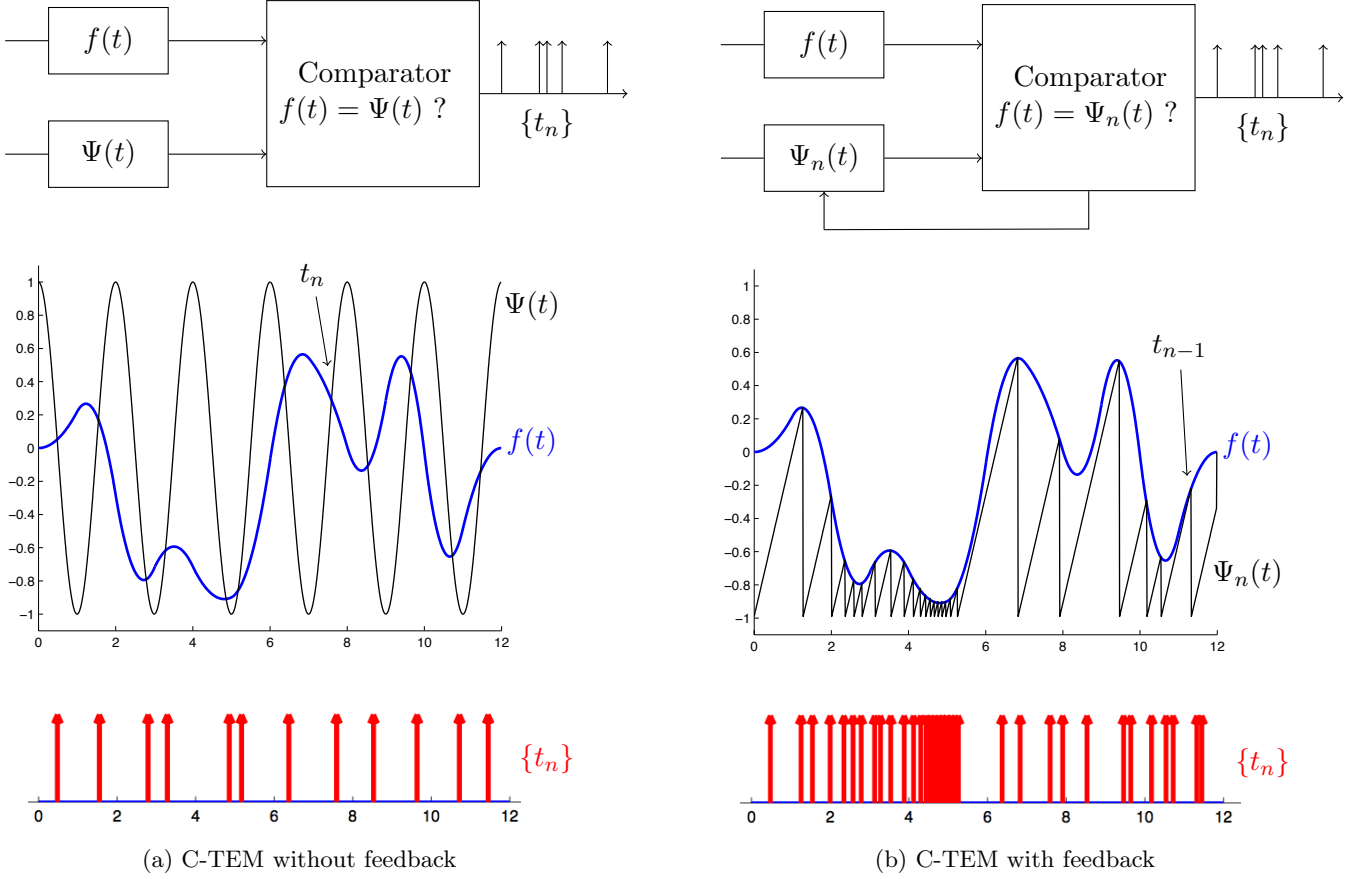 f(t)
Ψ(t)
Comparator
f(t) = Ψ(t) ?
{t_n}
f(t)
Ψ_n(t)
Comparator
f(t) = Ψ_n(t) ?
{t_n}
1
0.8
0.6
0.4
0.2
0
−0.2
−0.4
−0.6
−0.8
−1
0 2 4 6 8 10 12
t_n
Ψ(t)
f(t)
1
0.8
0.6
0.4
0.2
0
−0.2
−0.4
−0.6
−0.8
−1
0 2 4 6 8 10 12
t_{n−1}
f(t)
Ψ_n(t)
{t_n}
0 2 4 6 8 10 12
{t_n}
0 2 4 6 8 10 12
(a) C-TEM without feedback
(b) C-TEM with feedback